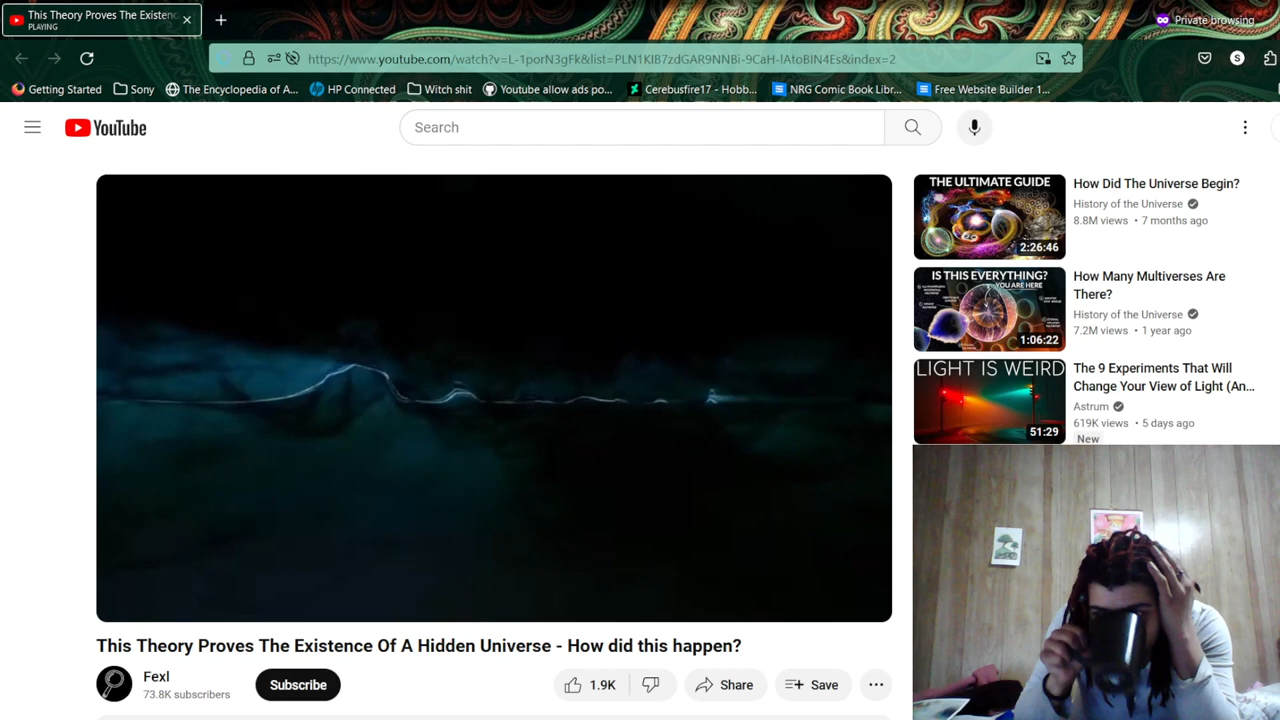 This Theory Proves The Existenc
PLAYING
Private browsing
https://www.youtube.com/watch?v=L-1porN3gFk&list=PLN1KIB7zdGAR9NNBi-9CaH-lAtoBIN4Es&index=2
S
Getting Started
Sony
The Encyclopedia of A...
HP Connected
Witch shit
Youtube allow ads po...
Cerebusfire17 - Hobb...
NRG Comic Book Libr...
Free Website Builder 1...
YouTube
Search
THE ULTIMATE GUIDE
2:26:46
How Did The Universe Begin?
History of the Universe
8.8M views • 7 months ago
IS THIS EVERYTHING?
YOU ARE HERE
1:06:22
How Many Multiverses Are
There?
History of the Universe
7.2M views • 1 year ago
LIGHT IS WEIRD
51:29
The 9 Experiments That Will
Change Your View of Light (An...
Astrum
619K views • 5 days ago
New
This Theory Proves The Existence Of A Hidden Universe - How did this happen?
Fexl
73.8K subscribers
Subscribe
1.9K
Share
Save